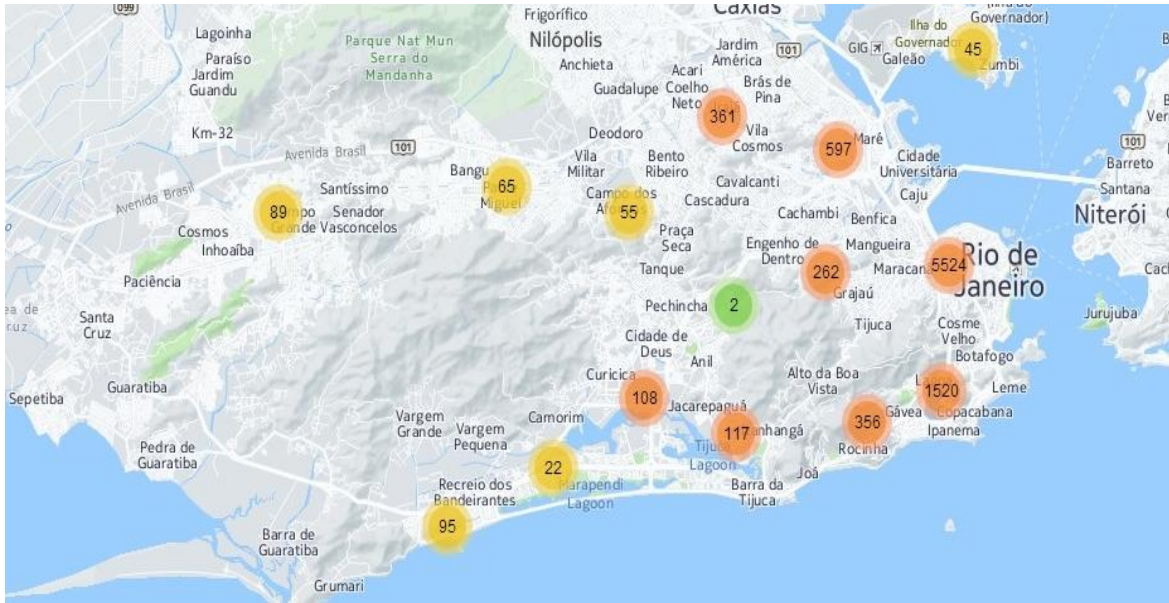 099
Lagoinha
Paraíso
Jardim
Guandu
Km-32
Parque Nat Mun
Serra do
Mandanha
Frigorífico
Nilópolis
Anchieta
Caxias
Jardim
América
101
Acari
Coelho
Neto
Brás de
Pina
Guadalupe
361
Vila
Cosmos
GIG
Ilha do
Governador
Governador)
Galeão
45
Zumbi
597
Maré
Cidade
Universitária
Caju
101
Barreto
Santana
Niterói
Avenida Brasil
101
Avenida Brasil
Deodoro
Vila
Militar
Bento
Ribeiro
Bangu
65
Miguel
Campo dos
55
Cavalcanti
Cascadura
Cachambi
Benfica
Santíssimo
89
Grande
Senador
Vasconcelos
Cosmos
Inhoaíba
Paciência
Praça
Seca
Tanque
Engenho de
Dentro
Mangueira
Maracanã
262
Grajaú
5524
Rio de
Janeiro
Pechincha
2
Santa
Cruz
Cidade de
Deus
Anil
Tijuca
Cosme
Velho
Botafogo
Jurujuba
Curicica
108
Jacarepaguá
Alto da Boa
Vista
1520
Leme
Gávea
Copacabana
Ipanema
356
Rocinha
117
Tijuca
Lagoon
Joá
Barra da
Tijuca
Sepetiba
Guaratiba
Pedra de
Guaratiba
Vargem
Grande
Camorim
Vargem
Pequena
22
Recreio dos
Bandeirantes
Marapendi
Lagoon
95
Barra de
Guaratiba
Grumari